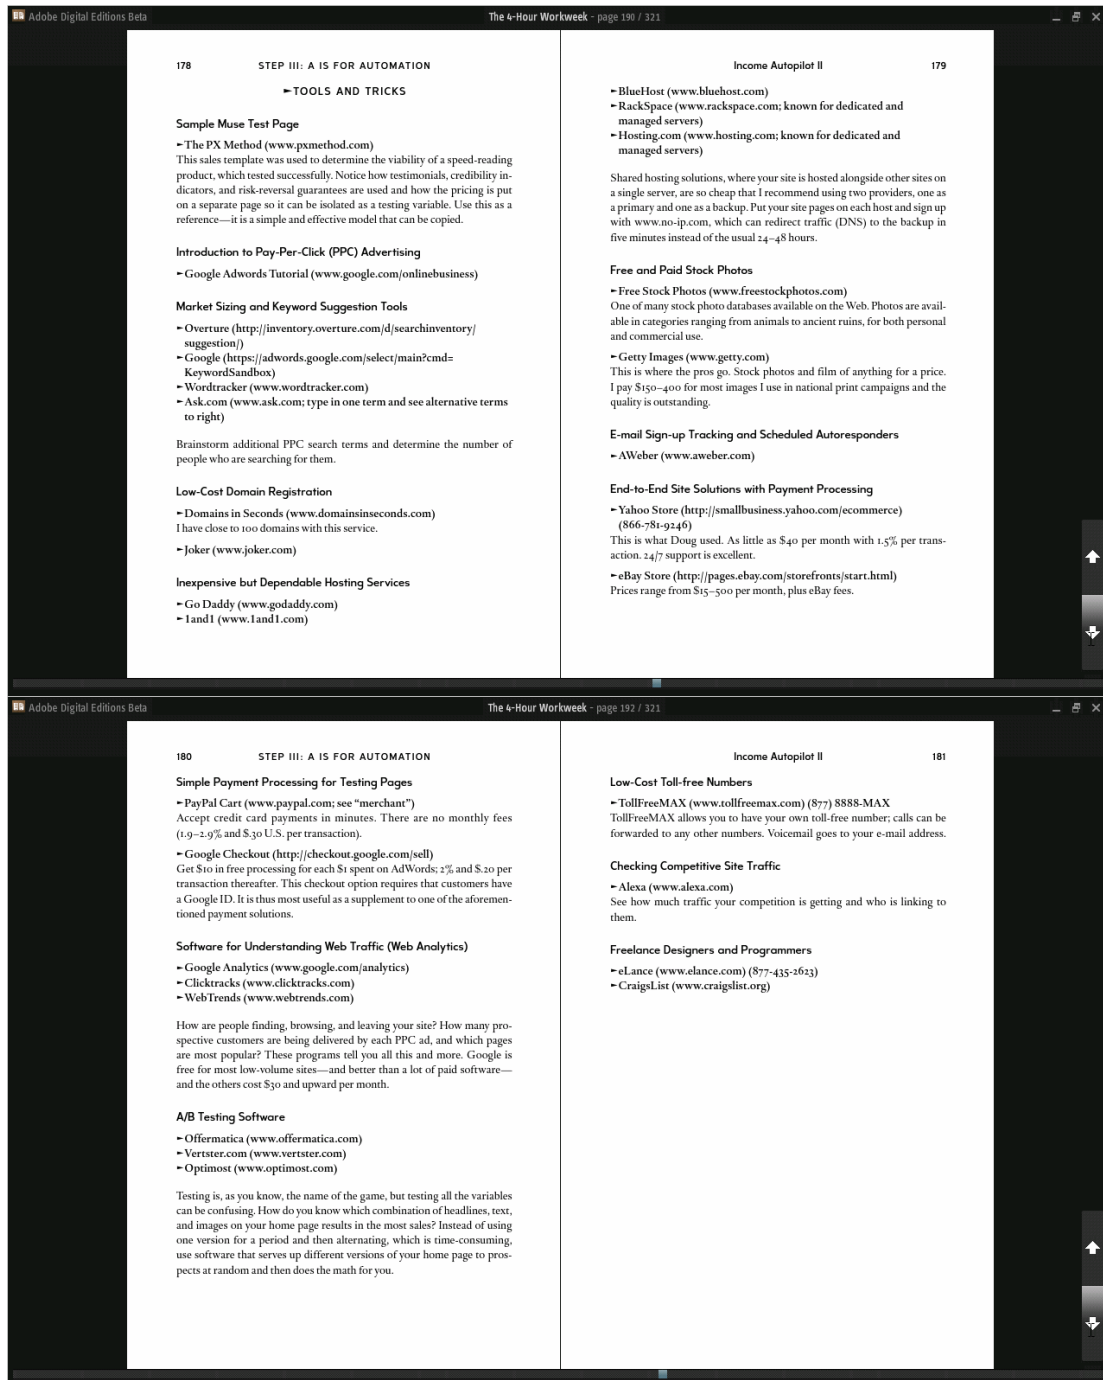 Adobe Digital Editions Beta
The 4-Hour Workweek - page 190 / 321
178
STEP III: A IS FOR AUTOMATION
►TOOLS AND TRICKS
Sample Muse Test Page
►The PX Method (www.pxmethod.com)
This sales template was used to determine the viability of a speed-reading
product, which tested successfully. Notice how testimonials, credibility in-
dicators, and risk-reversal guarantees are used and how the pricing is put
on a separate page so it can be isolated as a testing variable. Use this as a
reference—it is a simple and effective model that can be copied.
Introduction to Pay-Per-Click (PPC) Advertising
►Google Adwords Tutorial (www.google.com/onlinebusiness)
Market Sizing and Keyword Suggestion Tools
►Overture (http://inventory.overture.com/d/searchinventory/
suggestion/)
►Google (https://adwords.google.com/select/main?cmd=
KeywordSandbox)
►Wordtracker (www.wordtracker.com)
►Ask.com (www.ask.com; type in one term and see alternative terms
to right)
Brainstorm additional PPC search terms and determine the number of
people who are searching for them.
Low-Cost Domain Registration
►Domains in Seconds (www.domainsinseconds.com)
I have close to 100 domains with this service.
►Joker (www.joker.com)
Inexpensive but Dependable Hosting Services
►Go Daddy (www.godaddy.com)
►1and1 (www.1and1.com)
Income Autopilot II
179
►BlueHost (www.bluehost.com)
►RackSpace (www.rackspace.com; known for dedicated and
managed servers)
►Hosting.com (www.hosting.com; known for dedicated and
managed servers)
Shared hosting solutions, where your site is hosted alongside other sites on
a single server, are so cheap that I recommend using two providers, one as
a primary and one as a backup. Put your site pages on each host and sign up
with www.no-ip.com, which can redirect traffic (DNS) to the backup in
five minutes instead of the usual 24–48 hours.
Free and Paid Stock Photos
►Free Stock Photos (www.freestockphotos.com)
One of many stock photo databases available on the Web. Photos are avail-
able in categories ranging from animals to ancient ruins, for both personal
and commercial use.
►Getty Images (www.getty.com)
This is where the pros go. Stock photos and film of anything for a price.
I pay $150–400 for most images I use in national print campaigns and the
quality is outstanding.
E-mail Sign-up Tracking and Scheduled Autoresponders
►AWeber (www.aweber.com)
End-to-End Site Solutions with Payment Processing
►Yahoo Store (http://smallbusiness.yahoo.com/ecommerce)
(866-781-9246)
This is what Doug used. As little as $40 per month with 1.5% per trans-
action. 24/7 support is excellent.
►eBay Store (http://pages.ebay.com/storefronts/start.html)
Prices range from $15–500 per month, plus eBay fees.
Adobe Digital Editions Beta
The 4-Hour Workweek - page 192 / 321
180
STEP III: A IS FOR AUTOMATION
Simple Payment Processing for Testing Pages
►PayPal Cart (www.paypal.com; see “merchant”)
Accept credit card payments in minutes. There are no monthly fees
(1.9–2.9% and $.30 U.S. per transaction).
►Google Checkout (http://checkout.google.com/sell)
Get $10 in free processing for each $1 spent on AdWords; 2% and $.20 per
transaction thereafter. This checkout option requires that customers have
a Google ID. It is thus most useful as a supplement to one of the aforemen-
tioned payment solutions.
Software for Understanding Web Traffic (Web Analytics)
►Google Analytics (www.google.com/analytics)
►Clicktracks (www.clicktracks.com)
►WebTrends (www.webtrends.com)
How are people finding, browsing, and leaving your site? How many pro-
spective customers are being delivered by each PPC ad, and which pages
are most popular? These programs tell you all this and more. Google is
free for most low-volume sites—and better than a lot of paid software—
and the others cost $30 and upward per month.
A/B Testing Software
►Offermatica (www.offermatica.com)
►Vertster.com (www.vertster.com)
►Optimost (www.optimost.com)
Testing is, as you know, the name of the game, but testing all the variables
can be confusing. How do you know which combination of headlines, text,
and images on your home page results in the most sales? Instead of using
one version for a period and then alternating, which is time-consuming,
use software that serves up different versions of your home page to pros-
pects at random and then does the math for you.
Income Autopilot II
181
Low-Cost Toll-free Numbers
►TollFreeMAX (www.tollfreemax.com) (877) 8888-MAX
TollFreeMAX allows you to have your own toll-free number; calls can be
forwarded to any other numbers. Voicemail goes to your e-mail address.
Checking Competitive Site Traffic
►Alexa (www.alexa.com)
See how much traffic your competition is getting and who is linking to
them.
Freelance Designers and Programmers
►eLance (www.elance.com) (877-435-2623)
►CraigsList (www.craigslist.org)